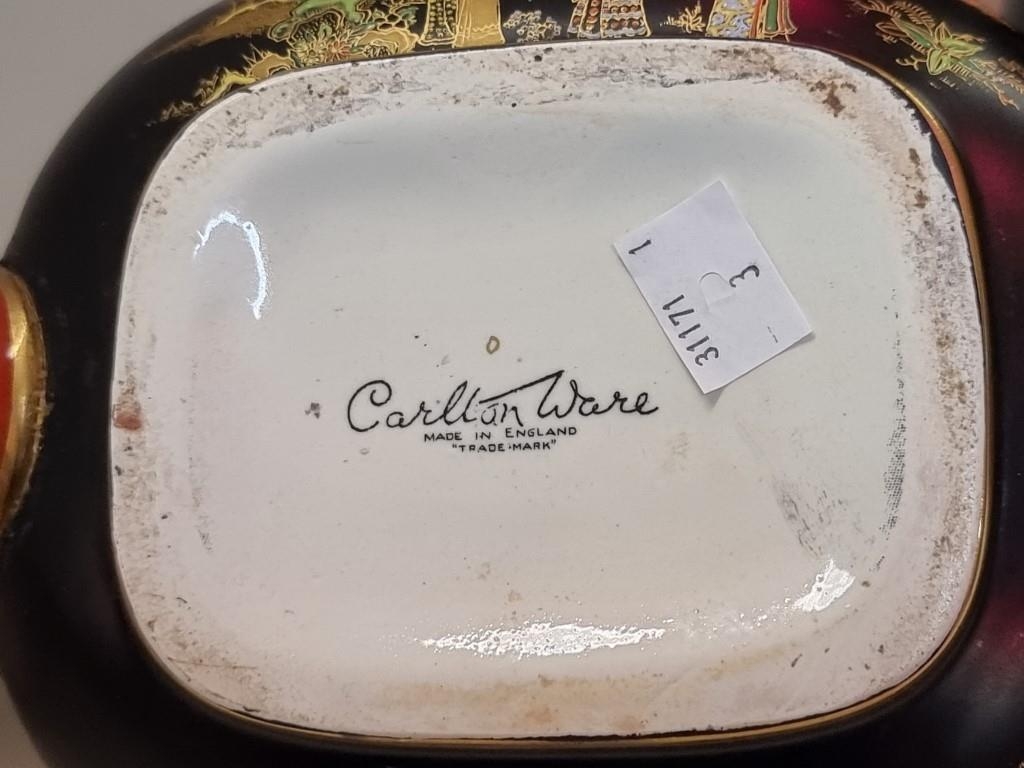 Carlton Ware
MADE IN ENGLAND
"TRADE MARK"
1
31171
3